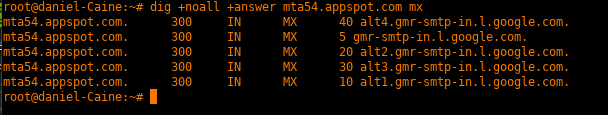 root@daniel-Caine:~# dig +noall +answer mta54.appspot.com mx
mta54.appspot.com. 300 IN MX 40 alt4.gmr-smtp-in.l.google.com.
mta54.appspot.com. 300 IN MX 5 gmr-smtp-in.l.google.com.
mta54.appspot.com. 300 IN MX 20 alt2.gmr-smtp-in.l.google.com.
mta54.appspot.com. 300 IN MX 30 alt3.gmr-smtp-in.l.google.com.
mta54.appspot.com. 300 IN MX 10 alt1.gmr-smtp-in.l.google.com.
root@daniel-Caine:~#